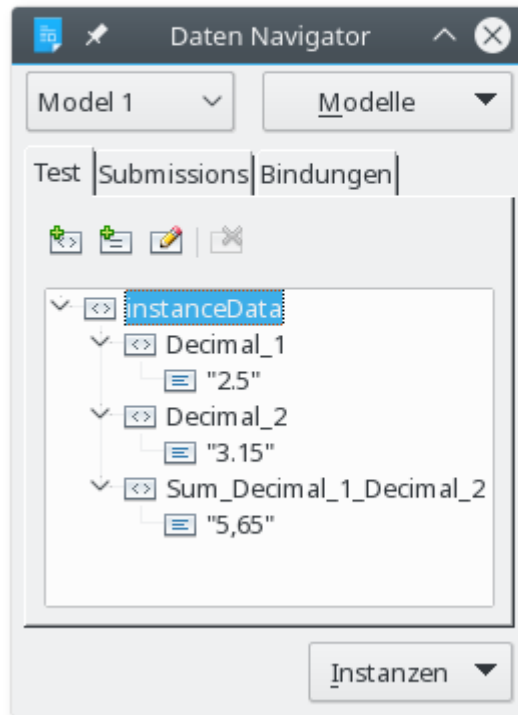 Daten Navigator
Model 1
Modelle
Test Submissions Bindungen
instanceData
Decimal_1
"2.5"
Decimal_2
"3.15"
Sum_Decimal_1_Decimal_2
"5,65"
Instanzen